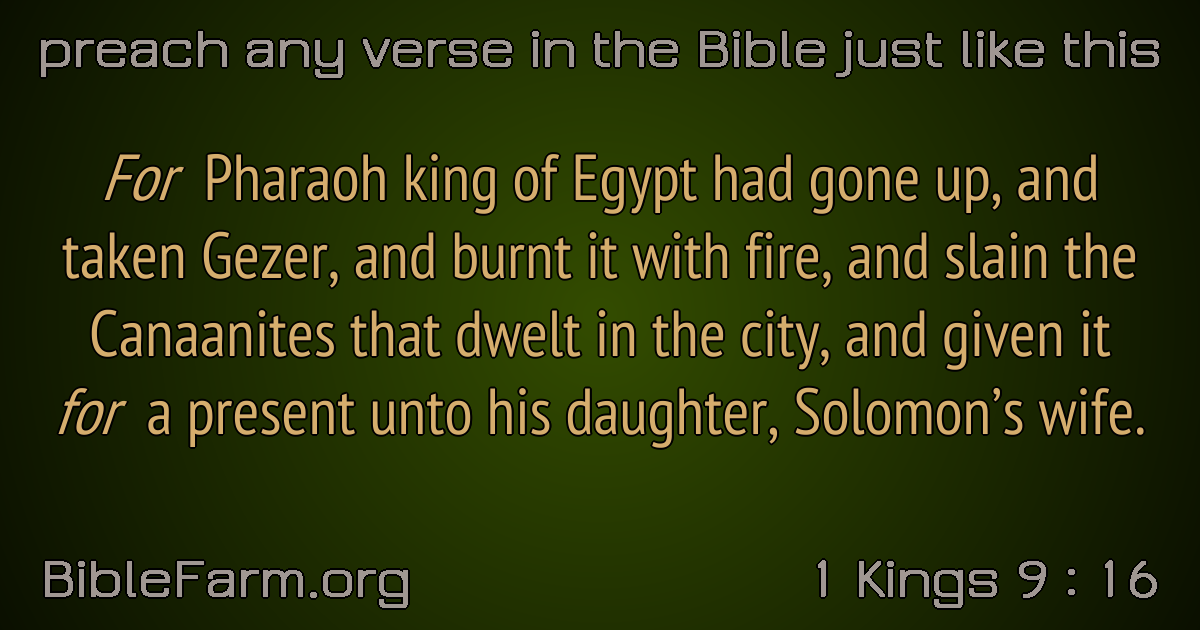 preach any verse in the Bible just like this
For Pharaoh king of Egypt had gone up, and
taken Gezer, and burnt it with fire, and slain the
Canaanites that dwelt in the city, and given it
for a present unto his daughter, Solomon’s wife.
BibleFarm.org
1 Kings 9 : 16